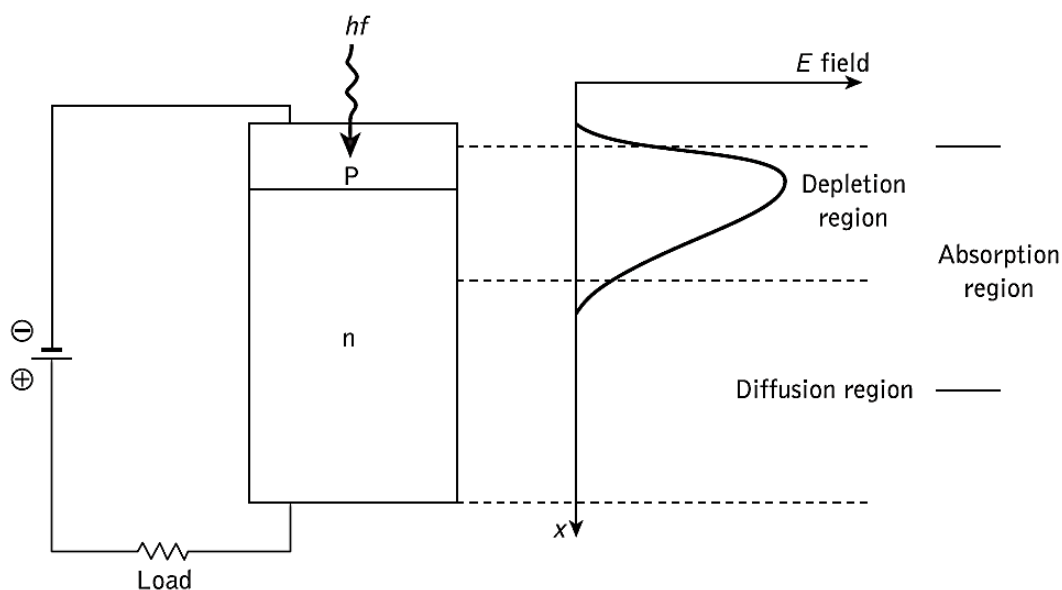 hf
E field
P
Depletion
region
Absorption
region
⊖
n
⊕
Diffusion region
x
Load